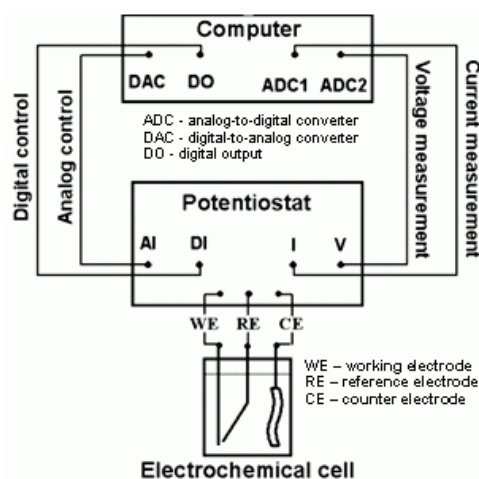 Computer
DAC DO ADC1 ADC2
ADC - analog-to-digital converter
DAC - digital-to-analog converter
DO - digital output
Digital control
Analog control
Voltage measurement
Current measurement
Potentiostat
AI DI I V
WE RE CE
WE – working electrode
RE – reference electrode
CE – counter electrode
Electrochemical cell